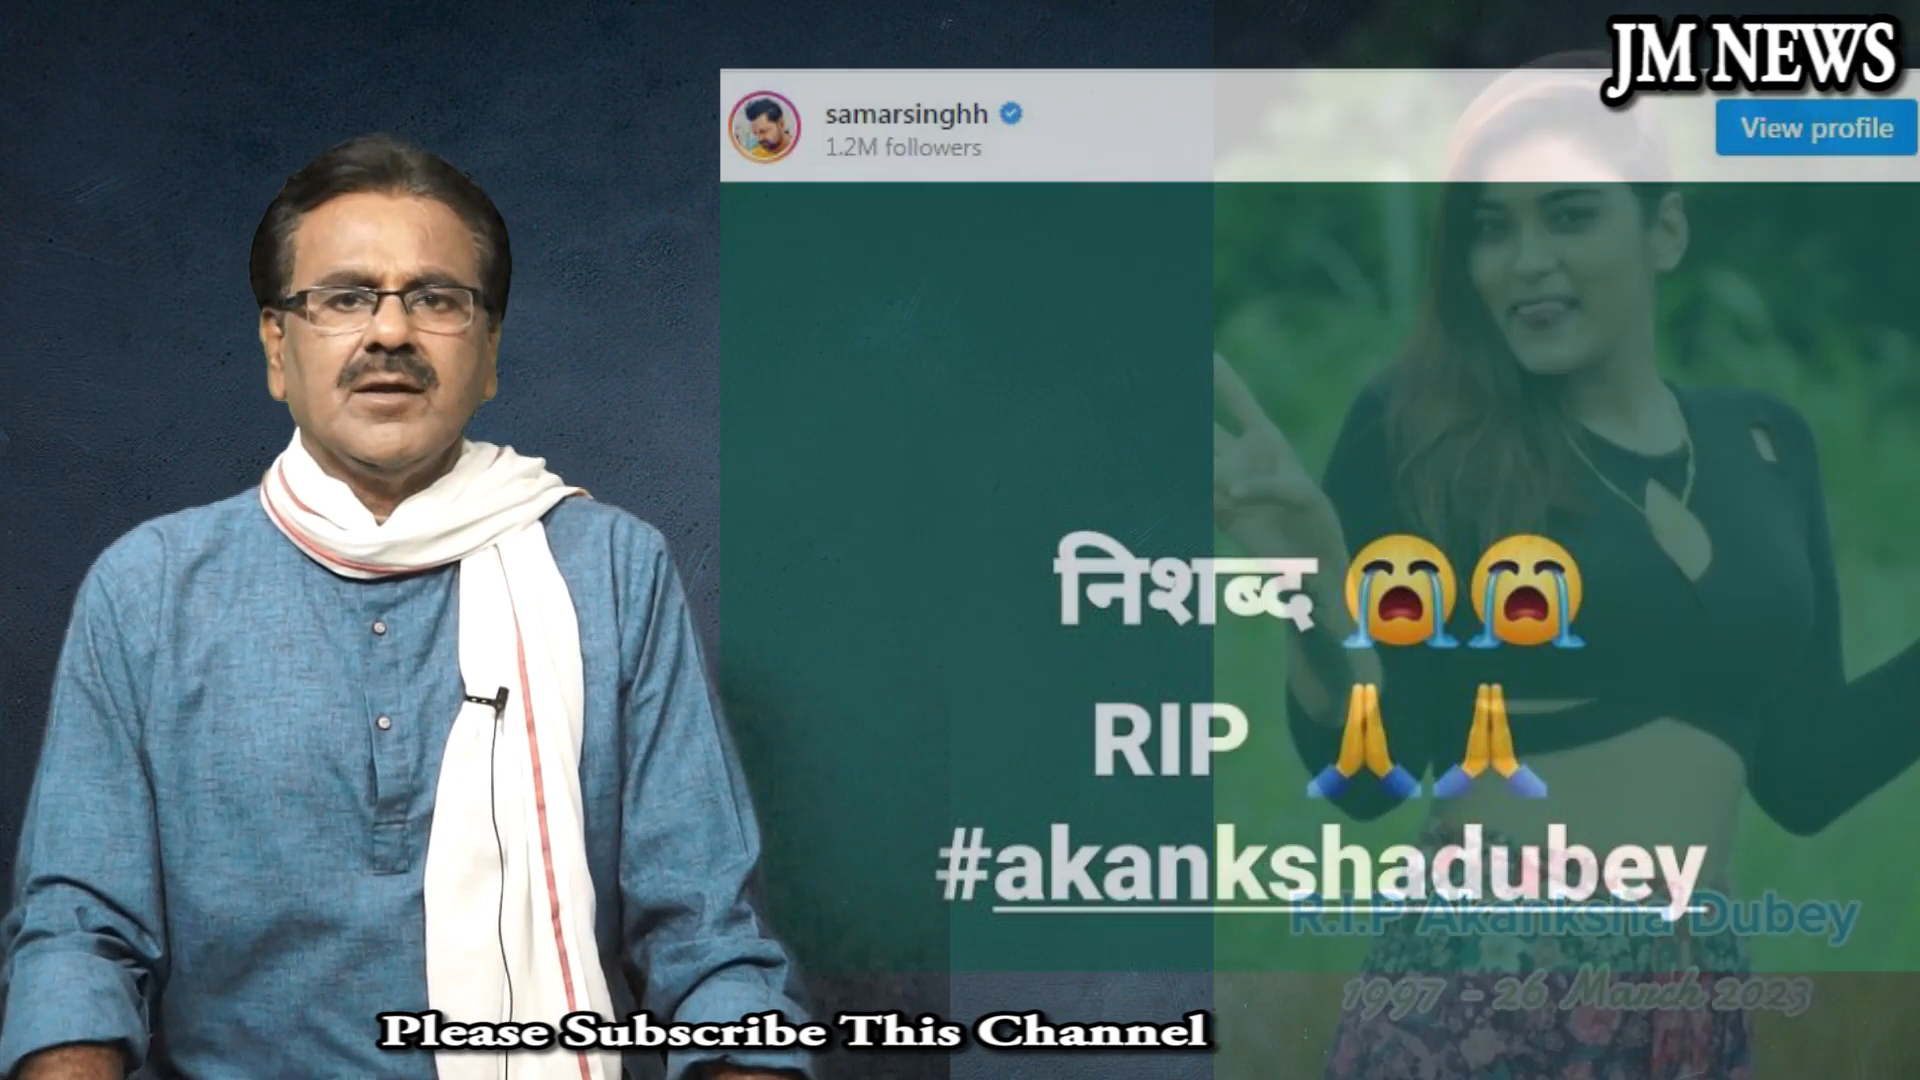 JM NEWS
samarsinghh
1.2M followers
View profile
निशब्द
RIP
#akankshadubey
R.I.P Akanksha Dubey
1997 - 26 March 2023
Please Subscribe This Channel